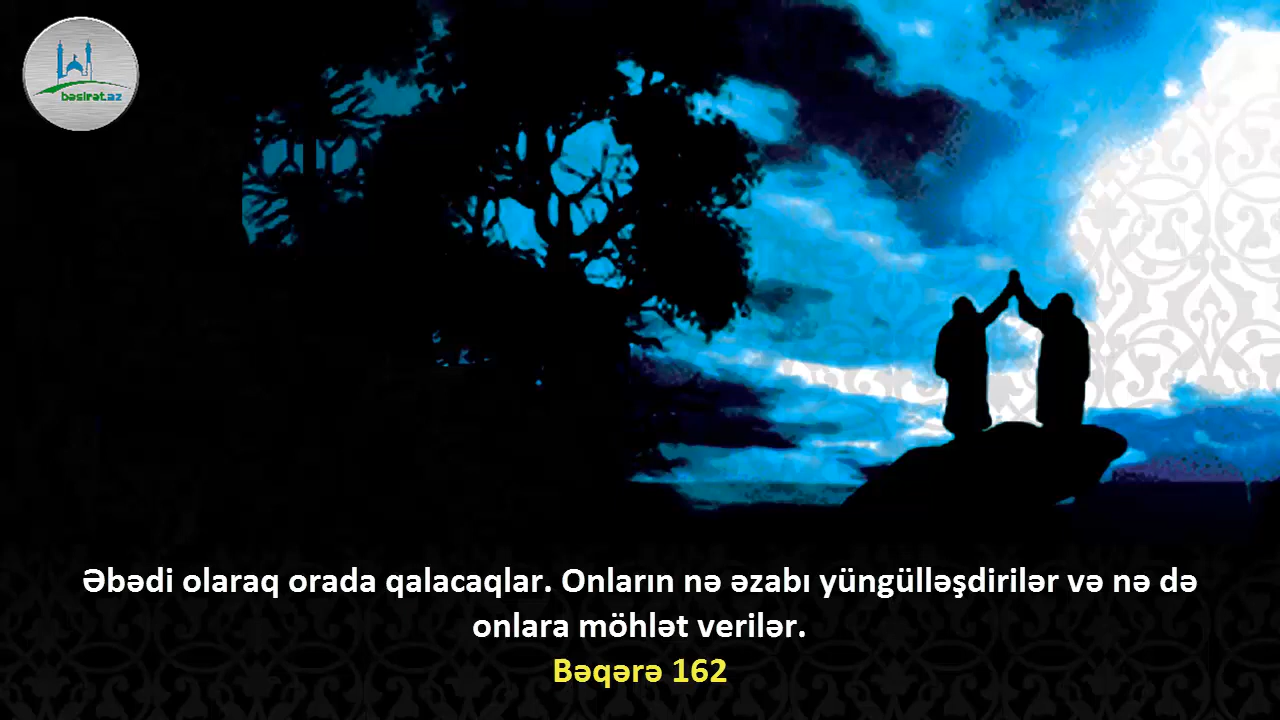 basirat.az
Əbədi olaraq orada qalacaqlar. Onların nə əzabı yüngülləşdirilər və nə də
onlara möhlət verilər.
Bəqərə 162